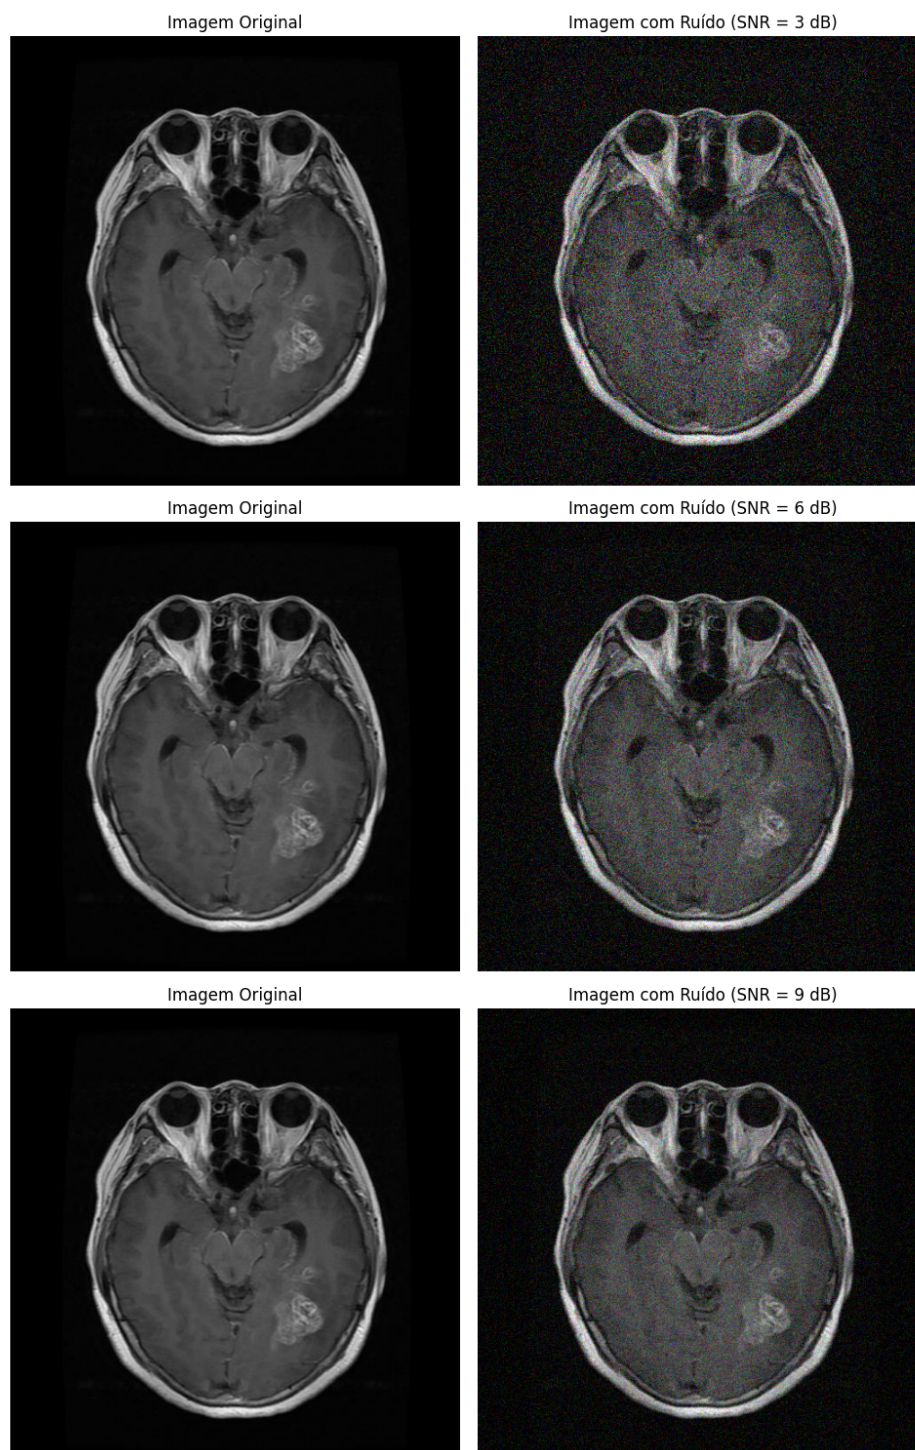 Imagem Original
Imagem com Ruído (SNR = 3 dB)
Imagem Original
Imagem com Ruído (SNR = 6 dB)
Imagem Original
Imagem com Ruído (SNR = 9 dB)